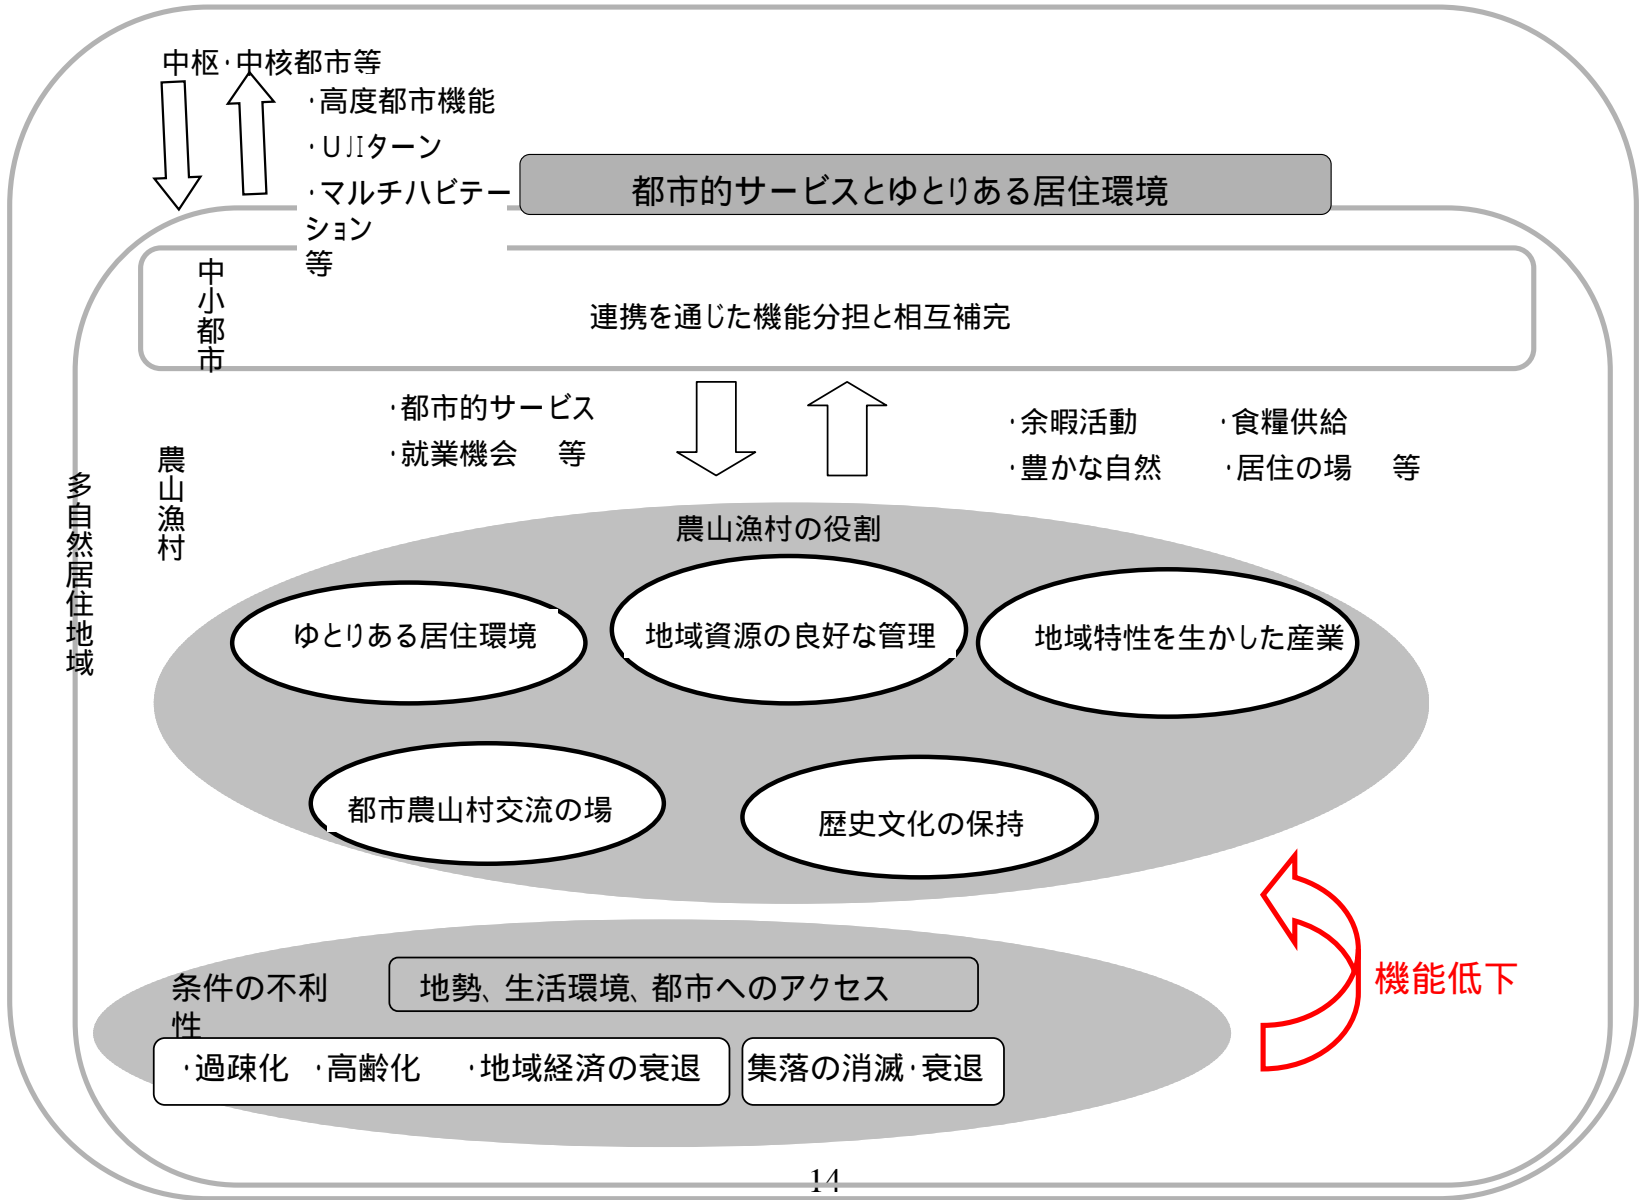 中枢・中核都市等
・高度都市機能
・UJIターン
・マルチハビテー
ション
等
都市的サービスとゆとりある居住環境
中小都市
連携を通じた機能分担と相互補完
・都市的サービス
・就業機会 等
・余暇活動 ・食糧供給
・豊かな自然 ・居住の場 等
農山漁村
多自然居住地域
農山漁村の役割
ゆとりある居住環境
地域資源の良好な管理
地域特性を生かした産業
都市農山村交流の場
歴史文化の保持
機能低下
条件の不利
性
地勢、生活環境、都市へのアクセス
・過疎化 ・高齢化 ・地域経済の衰退
集落の消滅・衰退
14